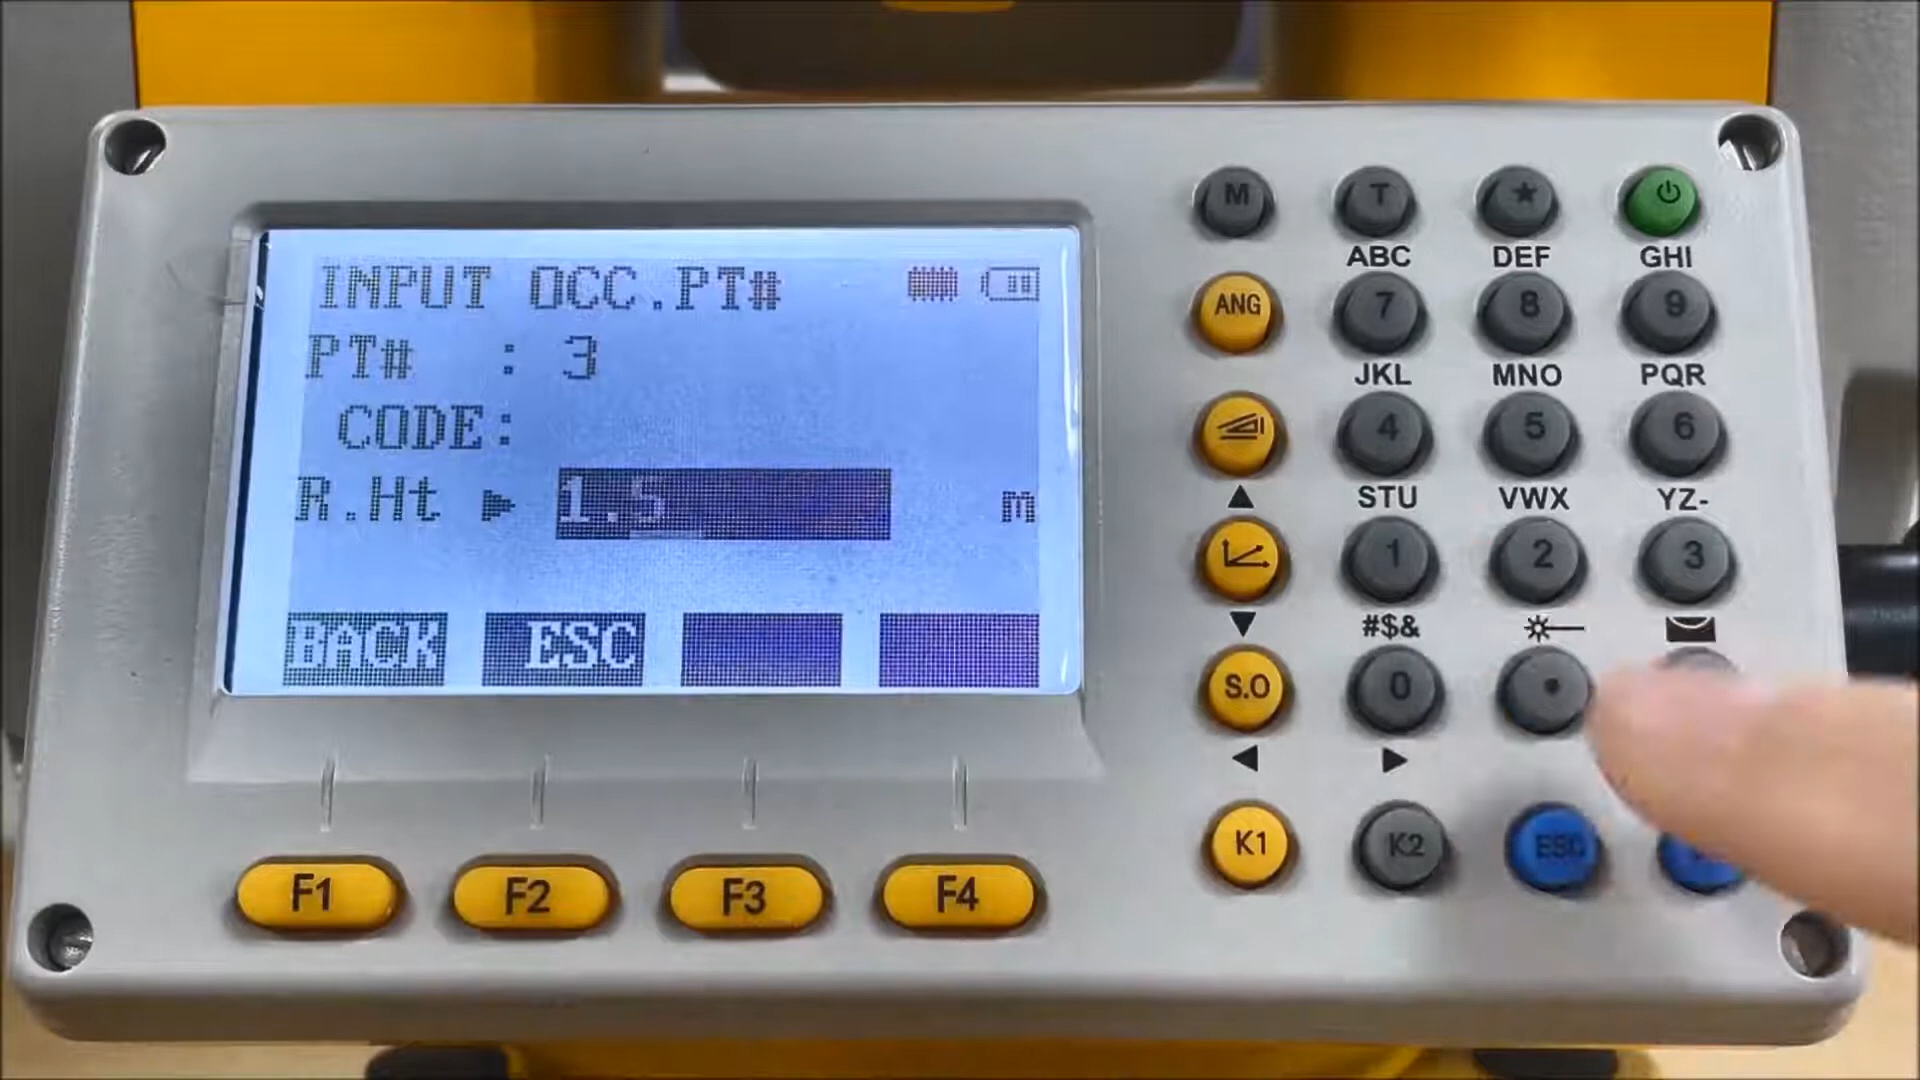 INPUT OCC.PT#
PT# : 3
CODE:
R.Ht ► 1.5 m
BACK ESC
F1 F2 F3 F4
M T ★
ABC DEF GHI
ANG 7 8 9
JKL MNO PQR
4 5 6
▲ STU VWX YZ-
1 2 3
▼ #$&
S.O 0 •
◄ ►
K1 K2 ESC